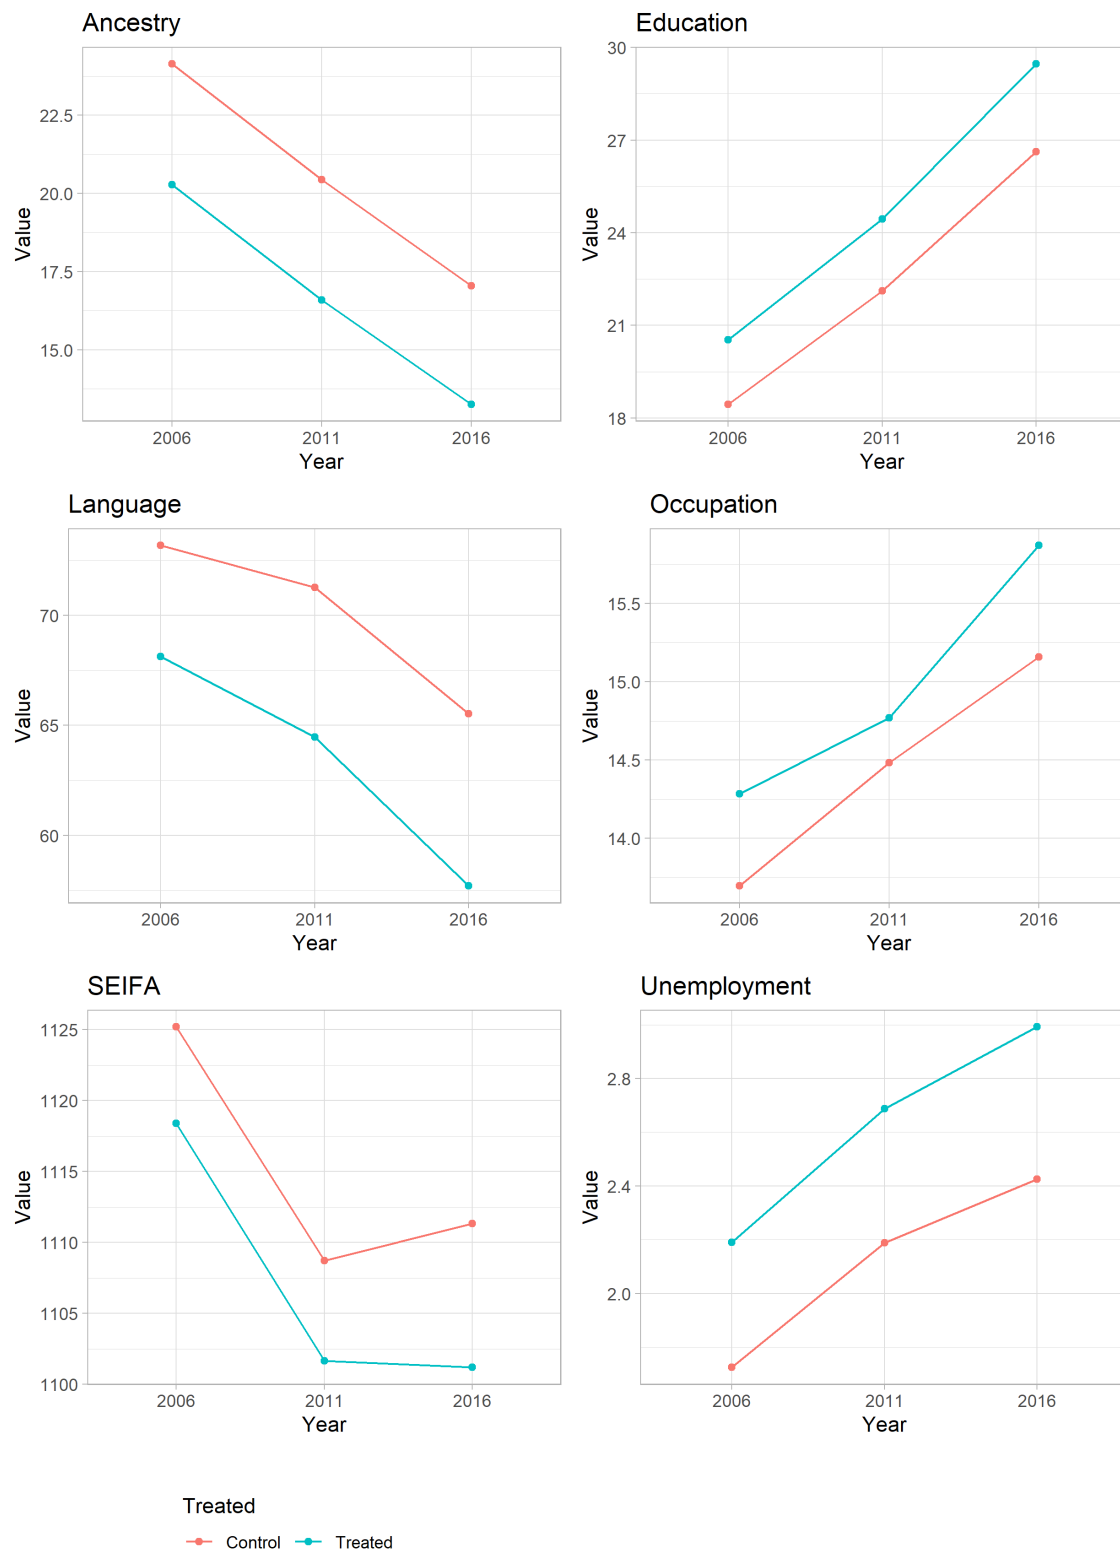 Ancestry
Value
22.5
20.0
17.5
15.0
2006 2011 2016
Year
Education
Value
30
27
24
21
18
2006 2011 2016
Year
Language
Value
70
65
60
2006 2011 2016
Year
Occupation
Value
15.5
15.0
14.5
14.0
2006 2011 2016
Year
SEIFA
Value
1125
1120
1115
1110
1105
1100
2006 2011 2016
Year
Unemployment
Value
2.8
2.4
2.0
2006 2011 2016
Year
Treated
Control Treated